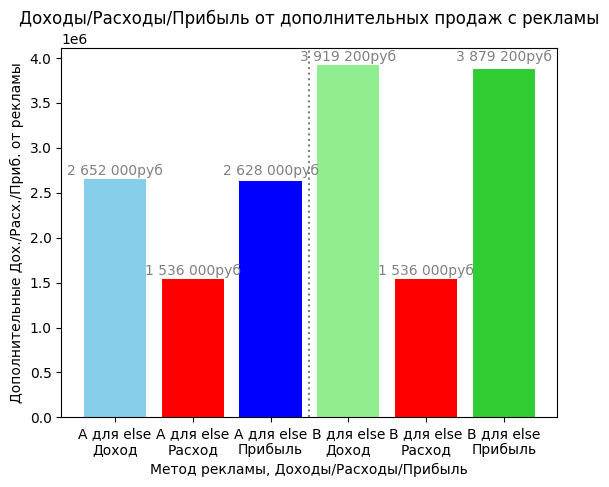 Доходы/Расходы/Прибыль от дополнительных продаж с рекламы
1e6
Дополнительные Дох./Расх./Приб. от рекламы
4.0
3.5
3.0
2.5
2.0
1.5
1.0
0.5
0.0
2 652 000руб
1 536 000руб
2 628 000руб
3 919 200руб
1 536 000руб
3 879 200руб
А для else
Доход
А для else
Расход
А для else
Прибыль
В для else
Доход
В для else
Расход
В для else
Прибыль
Метод рекламы, Доходы/Расходы/Прибыль